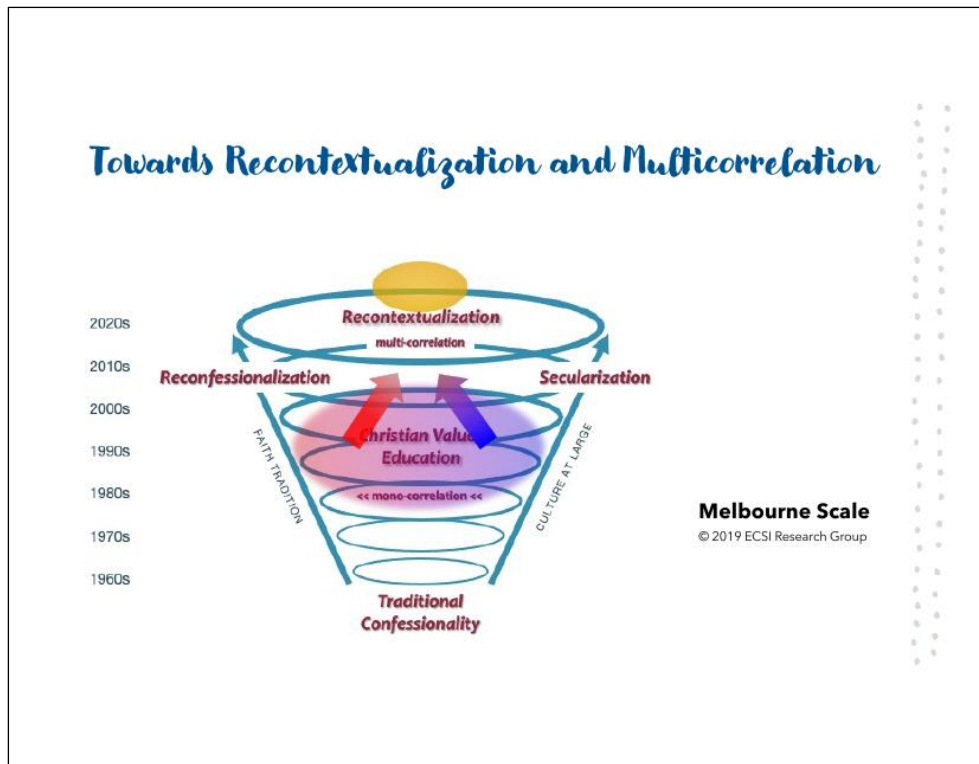 Towards Recontextualization and Multicorrelation
2020s
2010s
2000s
1990s
1980s
1970s
1960s
Recontextualization
multi-correlation
Reconfessionalization
Secularization
Christian Value
Education
<< mono-correlation <<
FAITH TRADITION
CULTURE AT LARGE
Traditional
Confessionality
Melbourne Scale
© 2019 ECSI Research Group